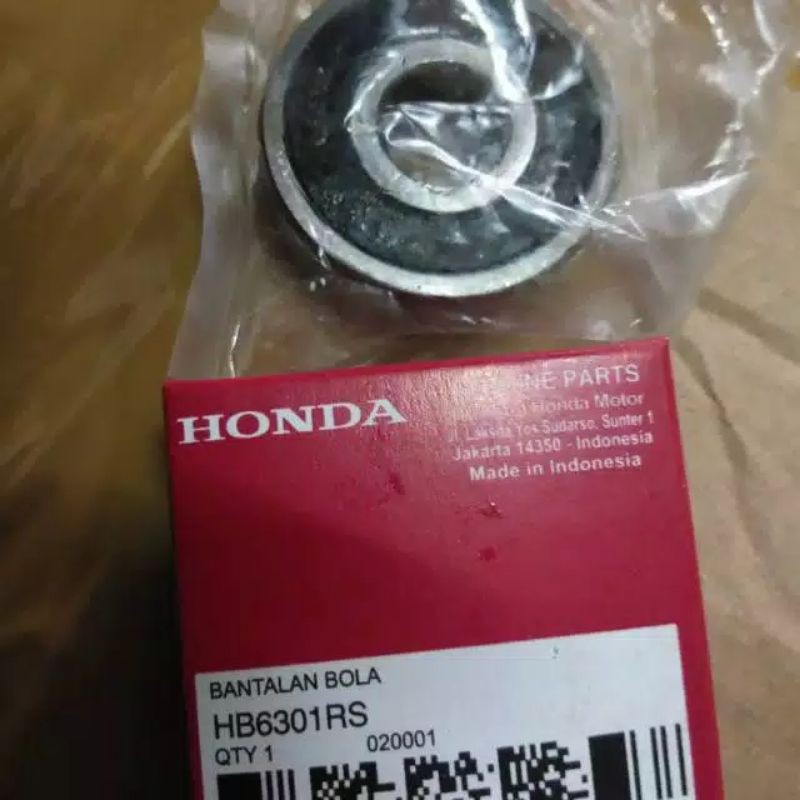 HONDA
PARTS
Honda Motor
Jl. Laksda Yos Sudarso, Sunter 1
Jakarta 14350 - Indonesia
Made in Indonesia
BANTALAN BOLA
HB6301RS
QTY 1
020001